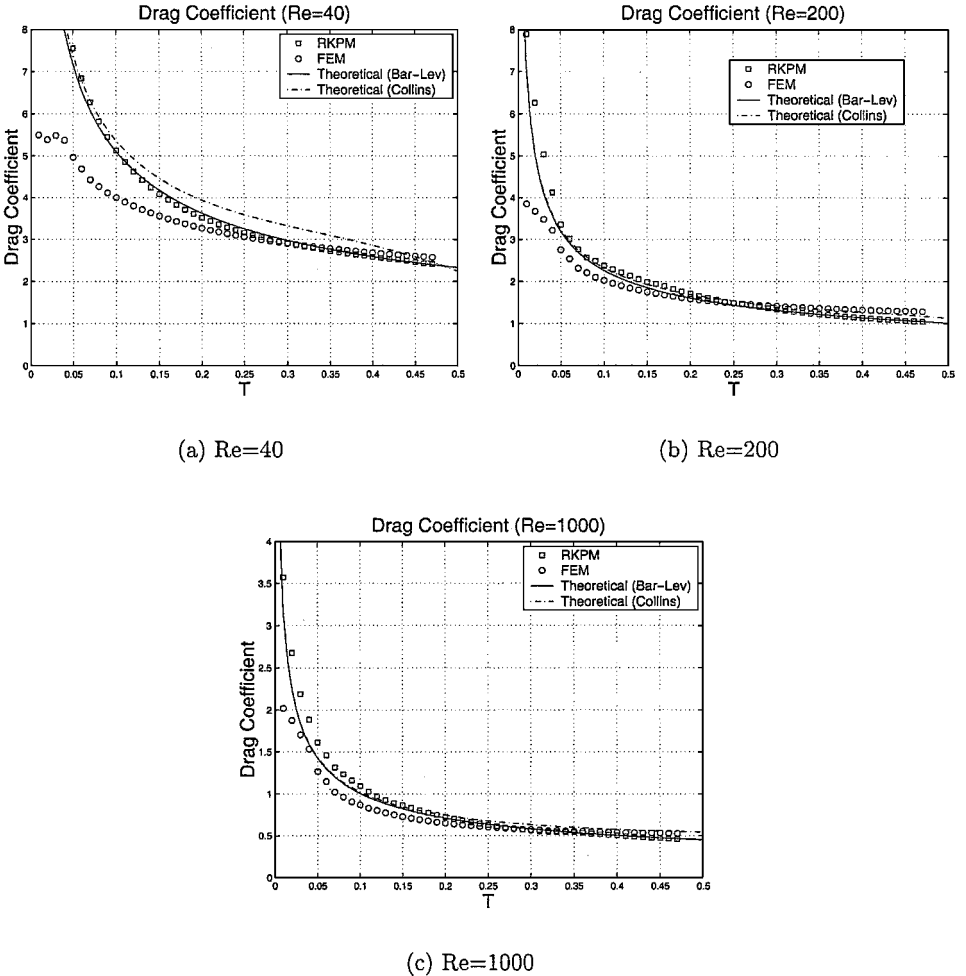 Drag Coefficient (Re=40)
8
7
6
5
4
3
2
1
0
Drag Coefficient
RKPM
FEM
Theoretical (Bar-Lev)
Theoretical (Collins)
0 0.05 0.1 0.15 0.2 0.25 0.3 0.35 0.4 0.45 0.5
T
(a) Re=40
Drag Coefficient (Re=200)
8
7
6
5
4
3
2
1
0
Drag Coefficient
RKPM
FEM
Theoretical (Bar-Lev)
Theoretical (Collins)
0 0.05 0.1 0.15 0.2 0.25 0.3 0.35 0.4 0.45 0.5
T
(b) Re=200
Drag Coefficient (Re=1000)
4
3.5
3
2.5
2
1.5
1
0.5
0
Drag Coefficient
RKPM
FEM
Theoretical (Bar-Lev)
Theoretical (Collins)
0 0.05 0.1 0.15 0.2 0.25 0.3 0.35 0.4 0.45 0.5
T
(c) Re=1000